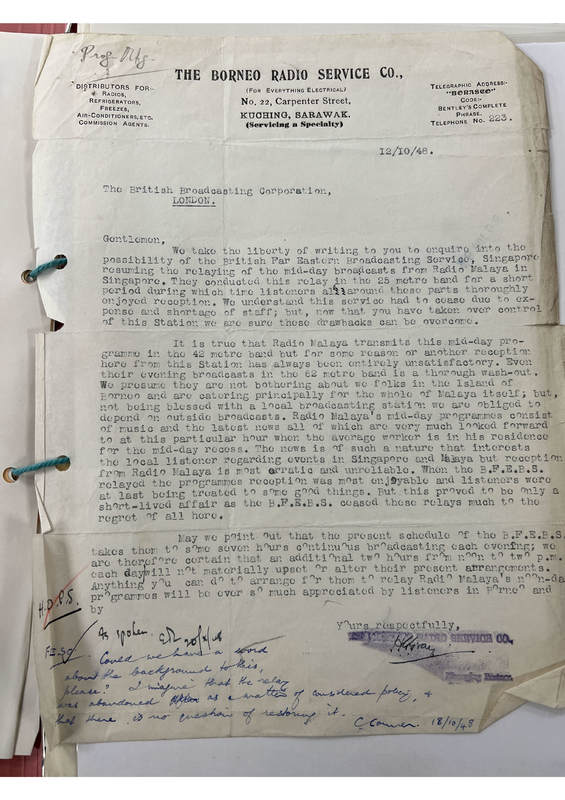 Prog. Mtg.
THE BORNEO RADIO SERVICE CO.,
DISTRIBUTORS FOR:-
RADIOS,
REFRIGERATORS,
FREEZES,
AIR-CONDITIONERS, ETC.
COMMISSION AGENTS.
(FOR EVERYTHING ELECTRICAL)
No. 22, Carpenter Street,
KUCHING, SARAWAK.
(Servicing a Specialty)
TELEGRAPHIC ADDRESS:-
"BORNSEO"
CODE:-
BENTLEY'S COMPLETE
PHRASE.
TELEPHONE No. 223.
12/10/48.
The British Broadcasting Corporation,
LONDON.
Gentlemen,
We take the liberty of writing to you to enquire into the
possibility of the British Far Eastern Broadcasting Service, Singapore
resuming the relaying of the mid-day broadcasts from Radio Malaya in
Singapore. They conducted this relay in the 25 metre band for a short
period during which time listeners all around these parts thoroughly
enjoyed reception. We understand this service had to cease due to ex-
pense and shortage of staff; but, now that you have taken over control
of this Station we are sure these drawbacks can be overcome.
It is true that Radio Malaya transmits this mid-day pro-
gramme in the 42 metre band but for some reason or another reception
here from this Station has always been entirely unsatisfactory. Even
their evening broadcasts in the 62 metre band is a thorough wash-out.
We presume they are not bothering about we folks in the Island of
Borneo and are catering principally for the whole of Malaya itself; but,
not being blessed with a local broadcasting station we are obliged to
depend on outside broadcasts. Radio Malaya's mid-day programmes consist
of music and the latest news all of which are very much looked forward
to at this particular hour when the average worker is in his residence
for the mid-day recess. The news is of such a nature that interests
the local listener regarding events in Singapore and Malaya but reception
from Radio Malaya is most erratic and unreliable. When the B.F.E.B.S.
relayed the programmes reception was most enjoyable and listeners were
at last being treated to some good things. But this proved to be only a
short-lived affair as the B.F.E.B.S. ceased these relays much to the
regret of all here.
May we point out that the present schedule of the B.F.E.B.S.
takes them to some seven hours continuous broadcasting each evening; we
are therefore certain that an additional two hours from noon to two p.m.
each day will not materially upset or alter their present arrangements.
Anything you can do to arrange for them to relay Radio Malaya's noon-day
programmes will be ever so much appreciated by listeners in Borneo and
by
Yours respectfully,
RADIO SERVICE CO.,
Managing Partner.
As spoken 20/x/48
Could we have a word
about the background to this,
please? I imagine that the relay
was abandoned as a matter of considered policy, &
that there is no question of restoring it.
18/10/48